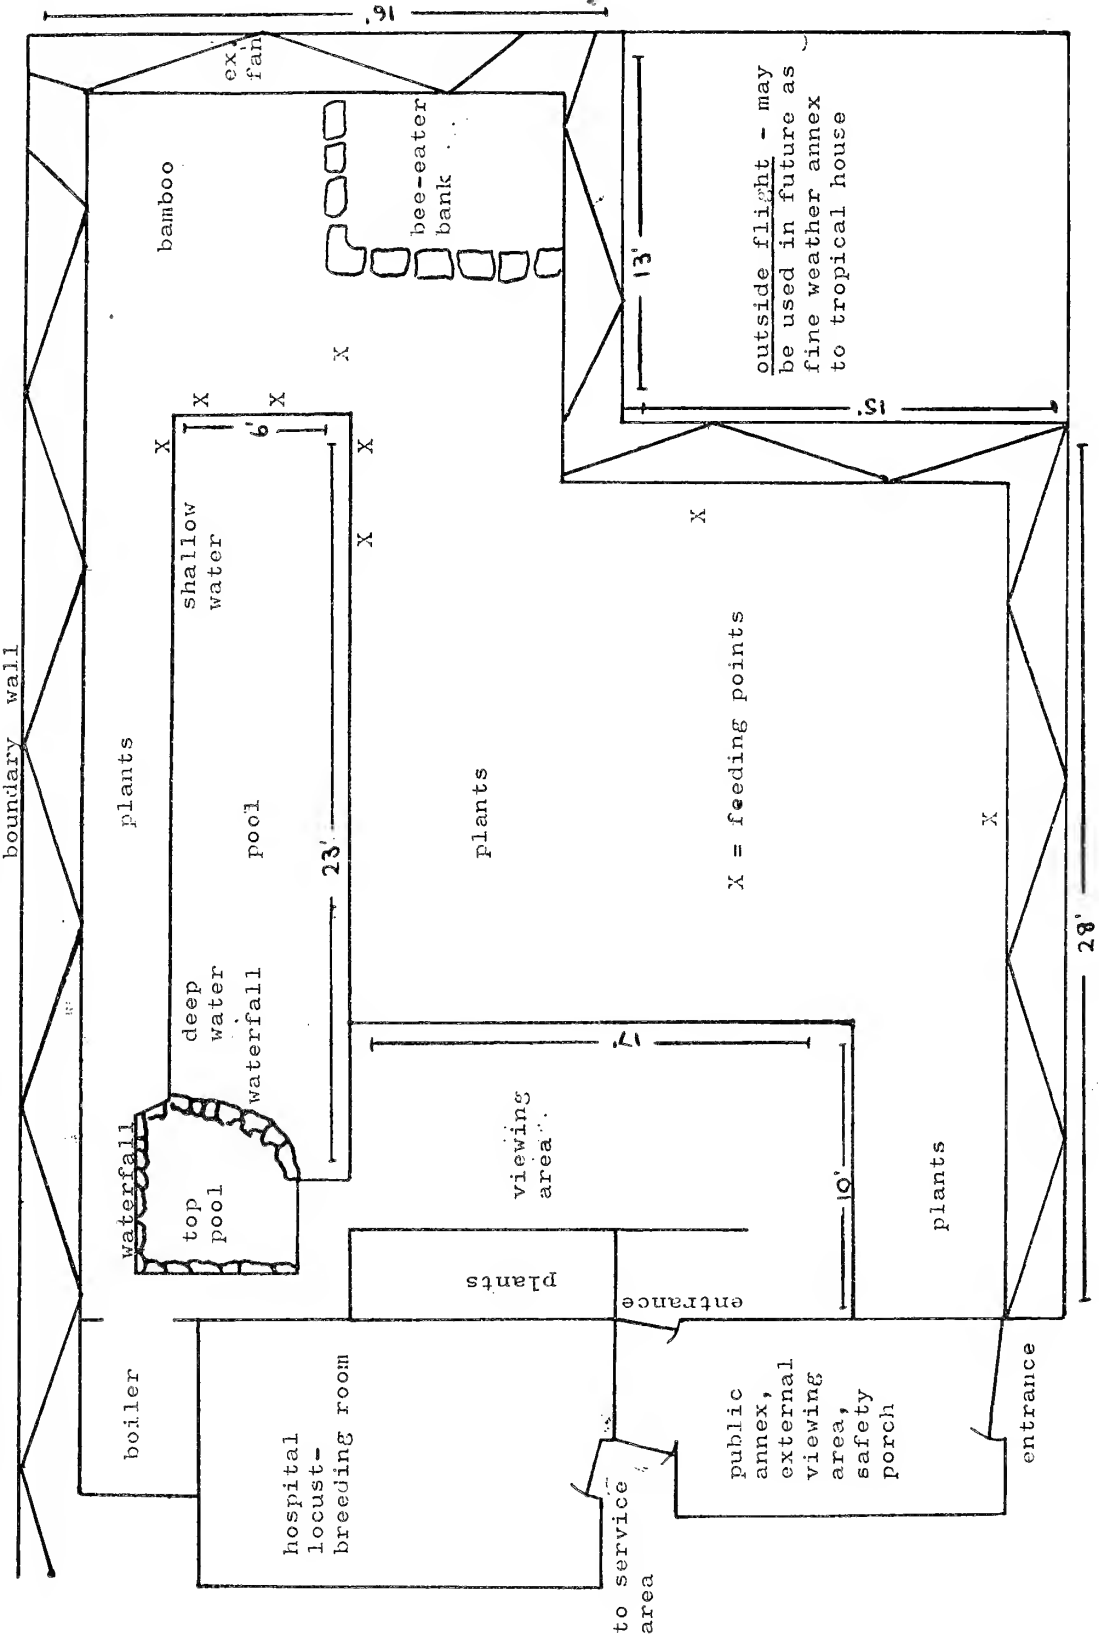 boundary wall
16'
ex.
fan
bamboo
bee-eater
bank
outside flight - may
be used in future as
fine weather annex
to tropical house
13'
15'
X
X
X
X
X
X
X
X
6'
shallow
water
plants
pool
23'
plants
X = feeding points
28'
deep
water
waterfall
waterfall
top
pool
viewing
area
17'
10'
plants
plants
entrance
boiler
hospital
locust-
breeding room
public
annex,
external
viewing
area,
safety
porch
entrance
to service
area